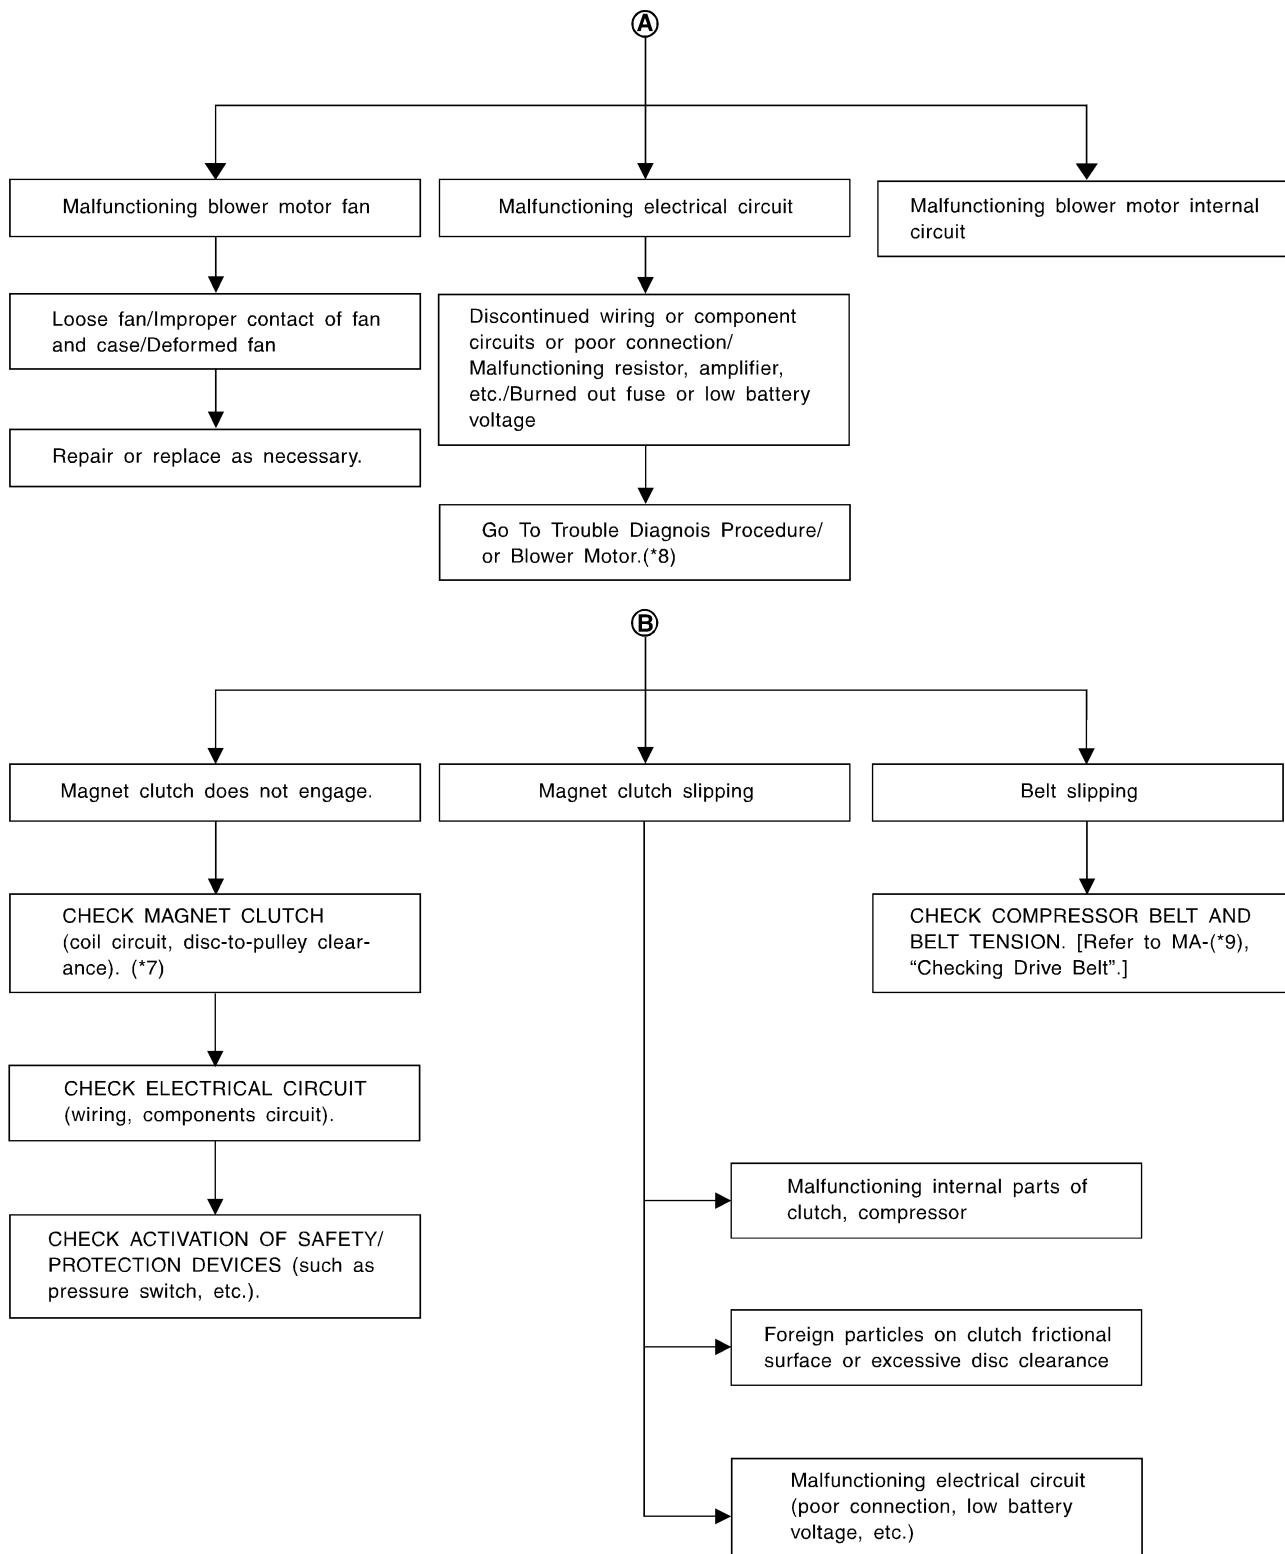 A
Malfunctioning blower motor fan
Malfunctioning electrical circuit
Malfunctioning blower motor internal
circuit
Loose fan/Improper contact of fan
and case/Deformed fan
Discontinued wiring or component
circuits or poor connection/
Malfunctioning resistor, amplifier,
etc./Burned out fuse or low battery
voltage
Repair or replace as necessary.
Go To Trouble Diagnois Procedure/
or Blower Motor.(*8)
B
Magnet clutch does not engage.
Magnet clutch slipping
Belt slipping
CHECK MAGNET CLUTCH
(coil circuit, disc-to-pulley clear-
ance). (*7)
CHECK COMPRESSOR BELT AND
BELT TENSION. [Refer to MA-(*9),
“Checking Drive Belt”.]
CHECK ELECTRICAL CIRCUIT
(wiring, components circuit).
CHECK ACTIVATION OF SAFETY/
PROTECTION DEVICES (such as
pressure switch, etc.).
Malfunctioning internal parts of
clutch, compressor
Foreign particles on clutch frictional
surface or excessive disc clearance
Malfunctioning electrical circuit
(poor connection, low battery
voltage, etc.)